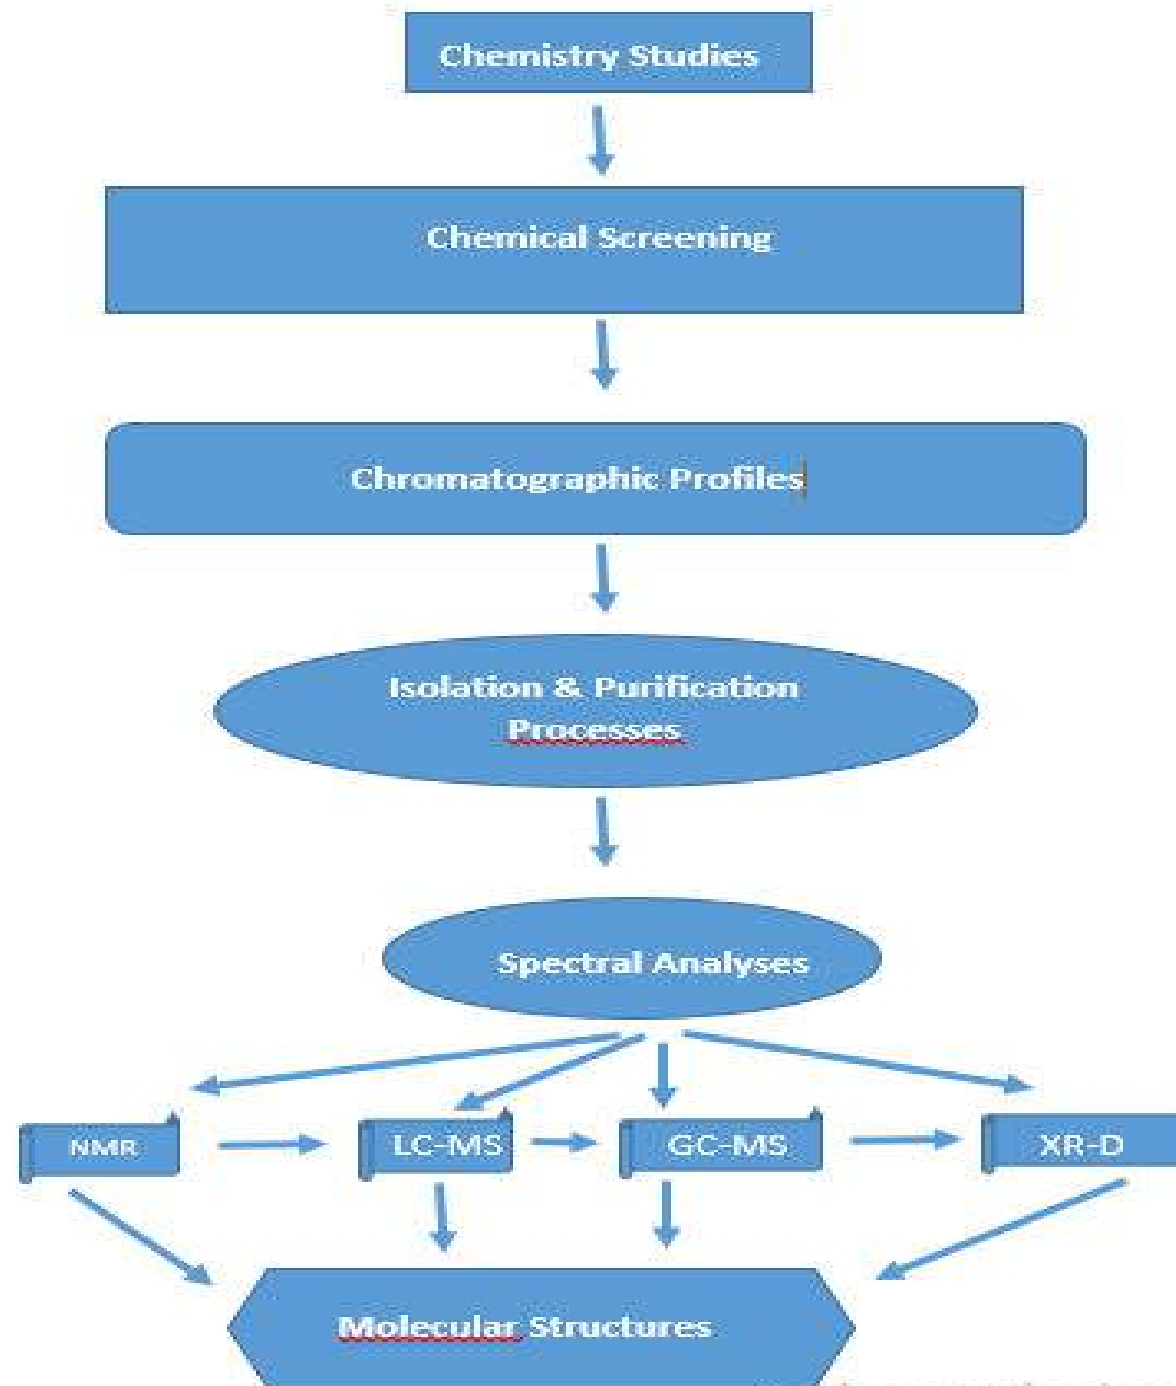 Chemistry Studies
Chemical Screening
Chromatographic Profiles
Isolation & Purification
Processes
Spectral Analyses
NMR
LC-MS
GC-MS
XR-D
Molecular Structures